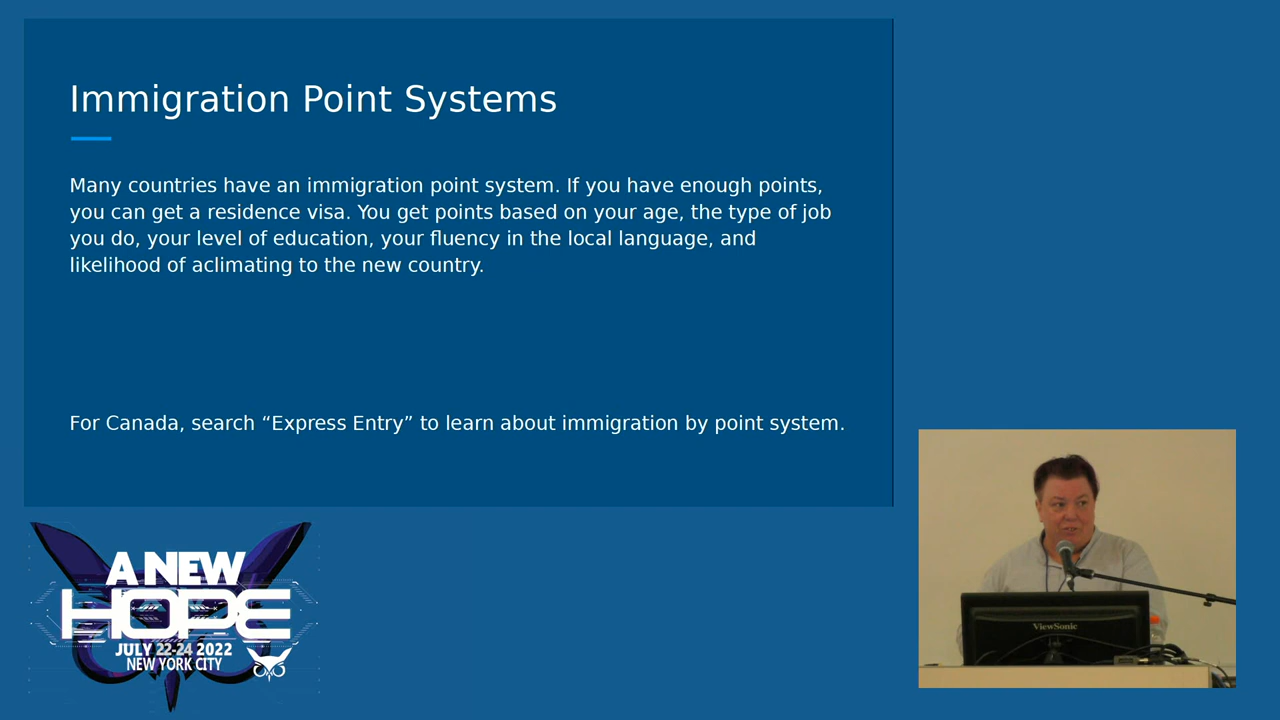 Immigration Point Systems
Many countries have an immigration point system. If you have enough points,
you can get a residence visa. You get points based on your age, the type of job
you do, your level of education, your fluency in the local language, and
likelihood of aclimating to the new country.
For Canada, search “Express Entry” to learn about immigration by point system.
A NEW
HOPE
JULY 22-24 2022
NEW YORK CITY
ViewSonic